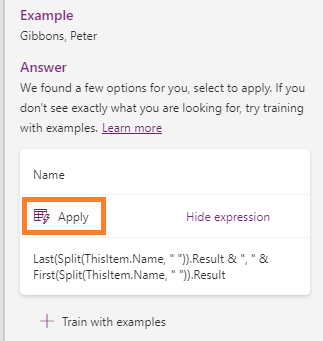 Example
Gibbons, Peter
Answer
We found a few options for you, select to apply. If you
don't see exactly what you are looking for, try training
with examples. Learn more
Name
Apply
Hide expression
Last(Split(ThisItem.Name, " ")).Result & ", " &
First(Split(ThisItem.Name, " ")).Result
Train with examples